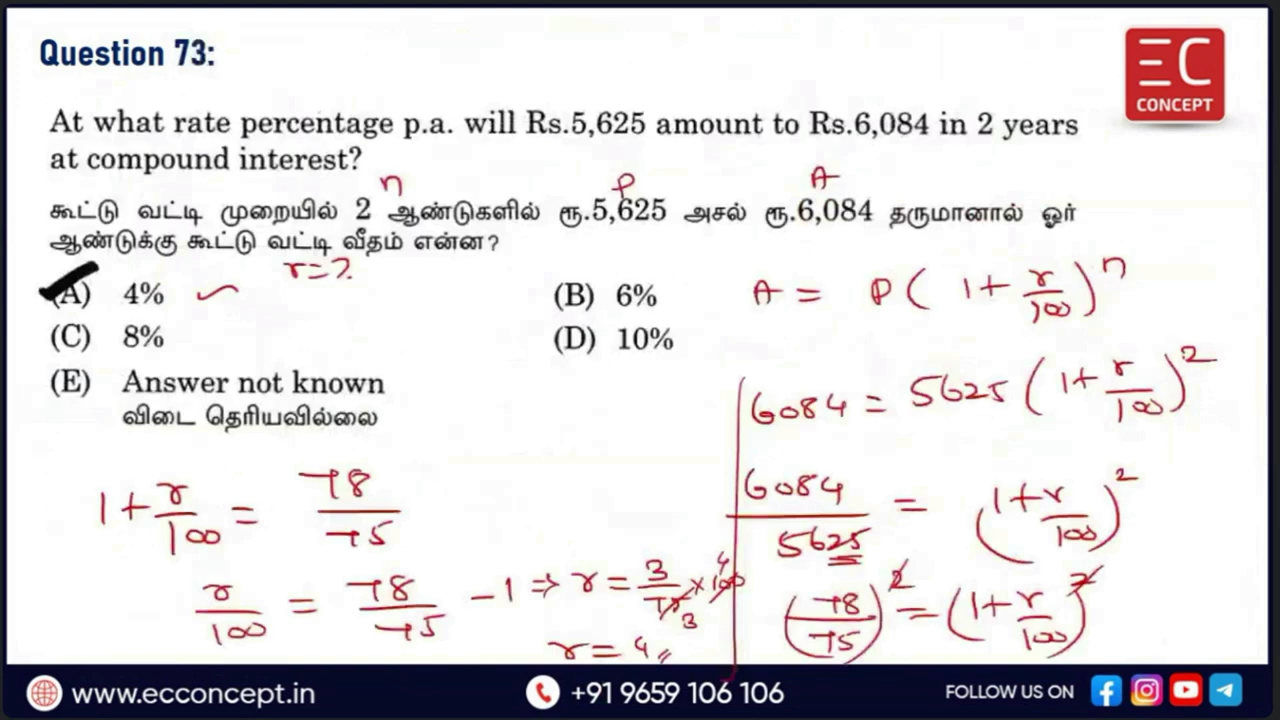 Question 73:
EC
CONCEPT
At what rate percentage p.a. will Rs.5,625 amount to Rs.6,084 in 2 years
at compound interest?
n P A
கூட்டு வட்டி முறையில் 2 ஆண்டுகளில் ரூ.5,625 அசல் ரூ.6,084 தருமானால் ஓர்
ஆண்டுக்கு கூட்டு வட்டி வீதம் என்ன?
r=?
(A) 4% ✓
(B) 6%
(C) 8%
(D) 10%
(E) Answer not known
விடை தெரியவில்லை
A = P(1+r/100)^n
6084 = 5625(1+r/100)^2
6084/5625 = (1+r/100)^2
(78/75)^2 = (1+r/100)^2
1+r/100 = 78/75
r/100 = 78/75 -1 ⇒ r = 3/75 × 100 4 3
r = 4
www.ecconcept.in
+91 9659 106 106
FOLLOW US ON